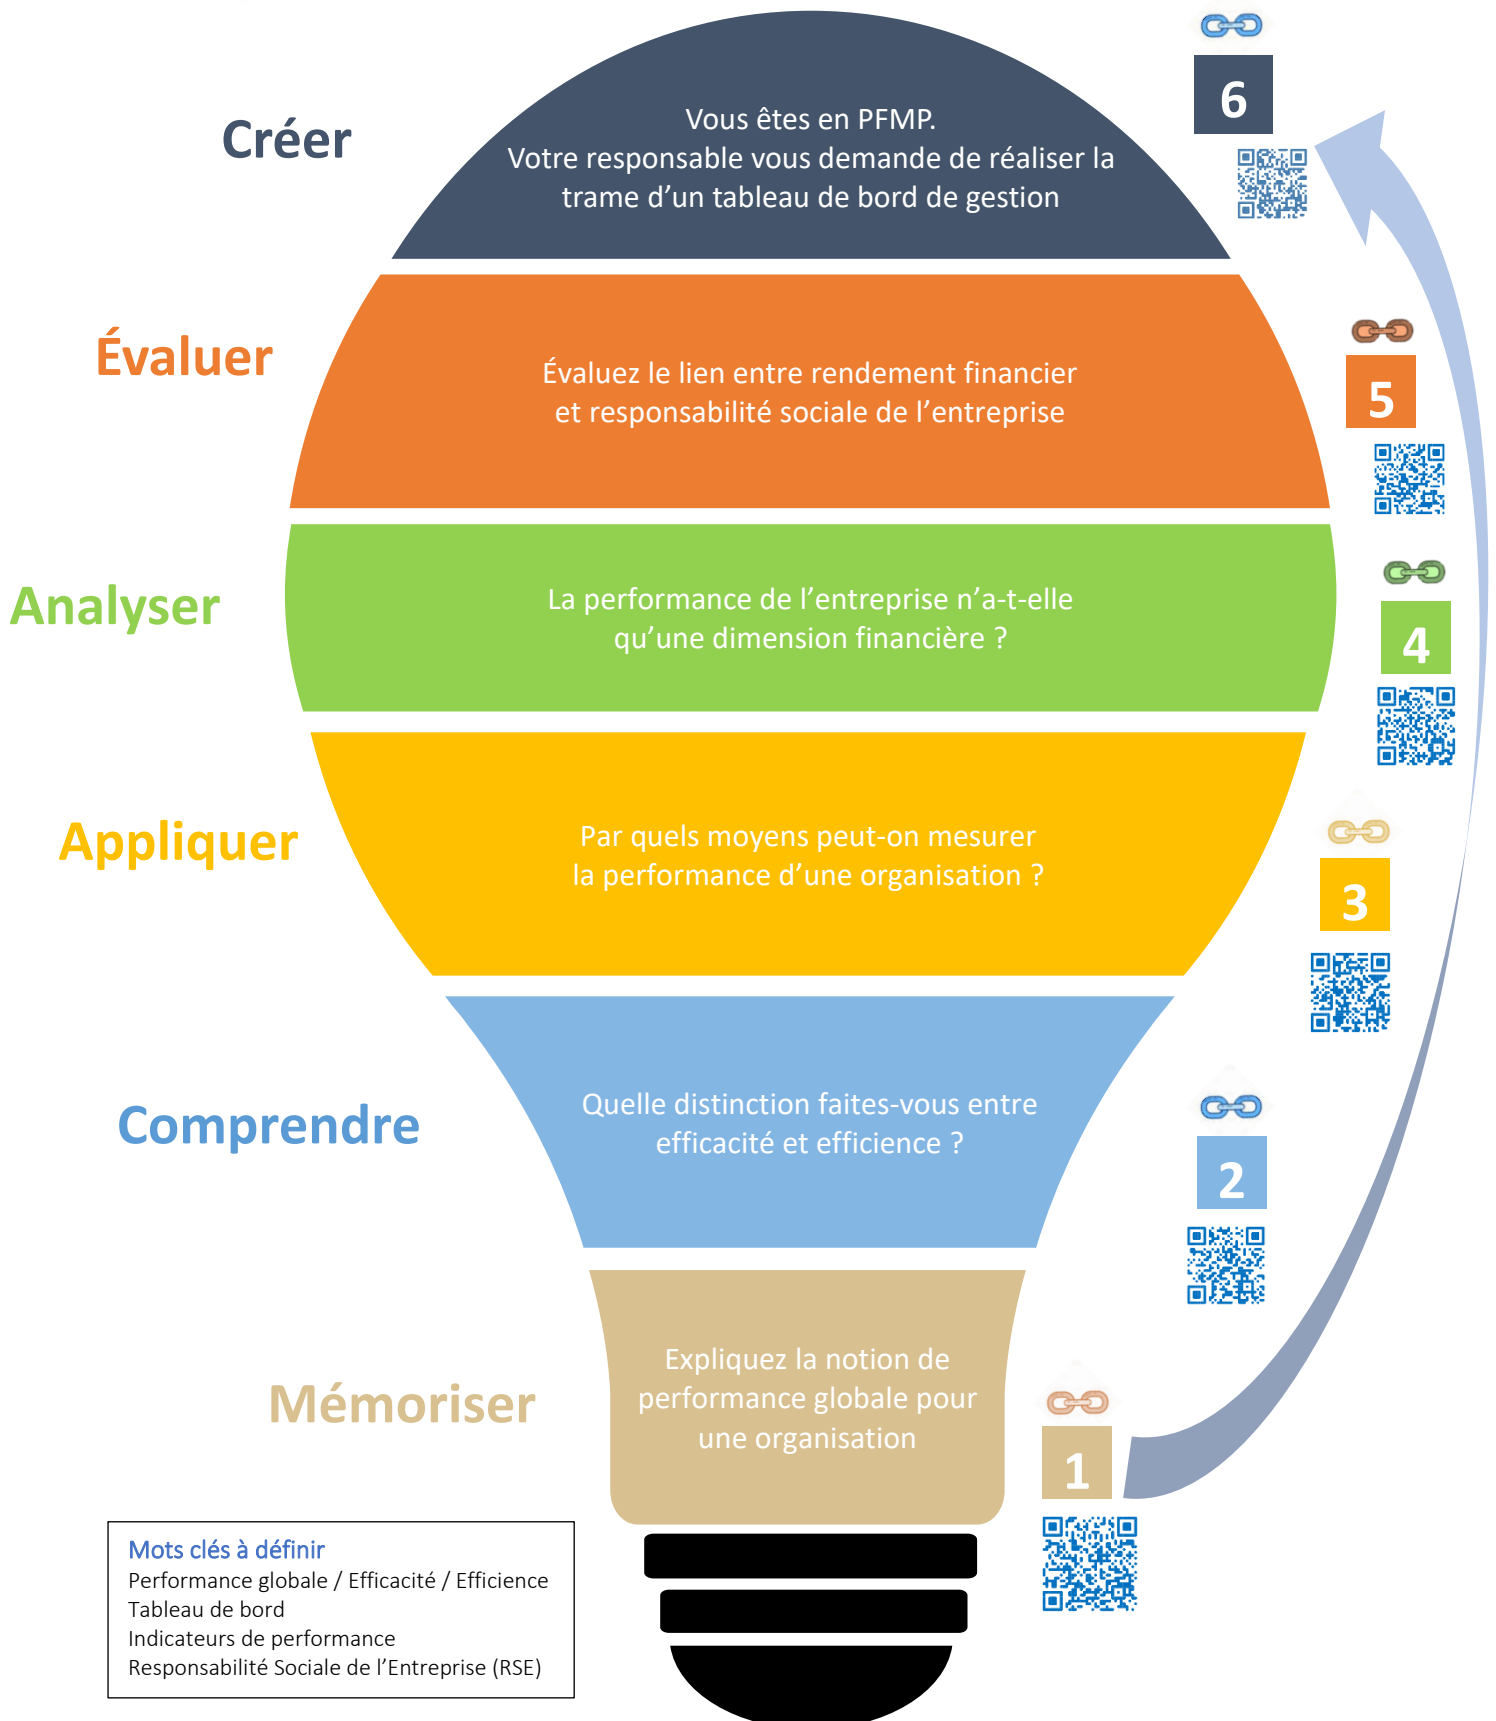 Créer
Vous êtes en PFMP.
Votre responsable vous demande de réaliser la
trame d’un tableau de bord de gestion
6
Évaluer
Évaluez le lien entre rendement financier
et responsabilité sociale de l’entreprise
5
Analyser
La performance de l’entreprise n’a-t-elle
qu’une dimension financière ?
4
Appliquer
Par quels moyens peut-on mesurer
la performance d’une organisation ?
3
Comprendre
Quelle distinction faites-vous entre
efficacité et efficience ?
2
Mémoriser
Expliquez la notion de
performance globale pour
une organisation
1
Mots clés à définir
Performance globale / Efficacité / Efficience
Tableau de bord
Indicateurs de performance
Responsabilité Sociale de l’Entreprise (RSE)